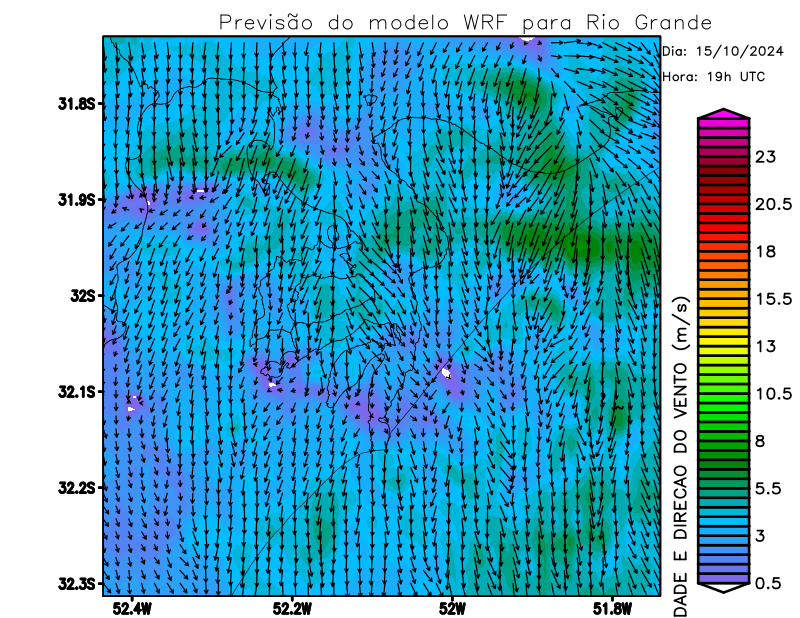 Previsão do modelo WRF para Rio Grande
Dia: 15/10/2024
Hora: 19h UTC
31.8S
31.9S
32S
32.1S
32.2S
32.3S
52.4W
52.2W
52W
51.8W
23
20.5
18
15.5
13
10.5
8
5.5
3
0.5
DADE E DIRECAO DO VENTO (m/s)